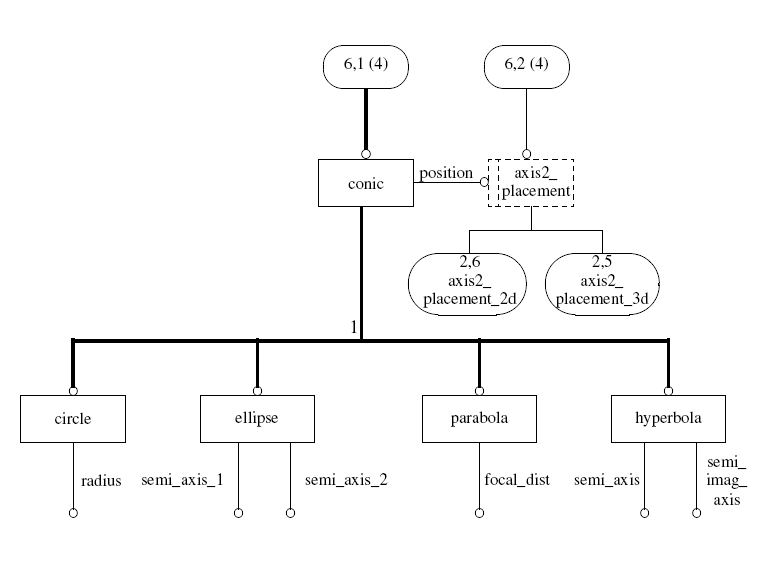 6,1 (4)
6,2 (4)
conic
position
axis2_
placement
2,6
axis2_
placement_2d
2,5
axis2_
placement_3d
1
circle
ellipse
parabola
hyperbola
radius
semi_axis_1
semi_axis_2
focal_dist
semi_axis
semi_
imag_
axis